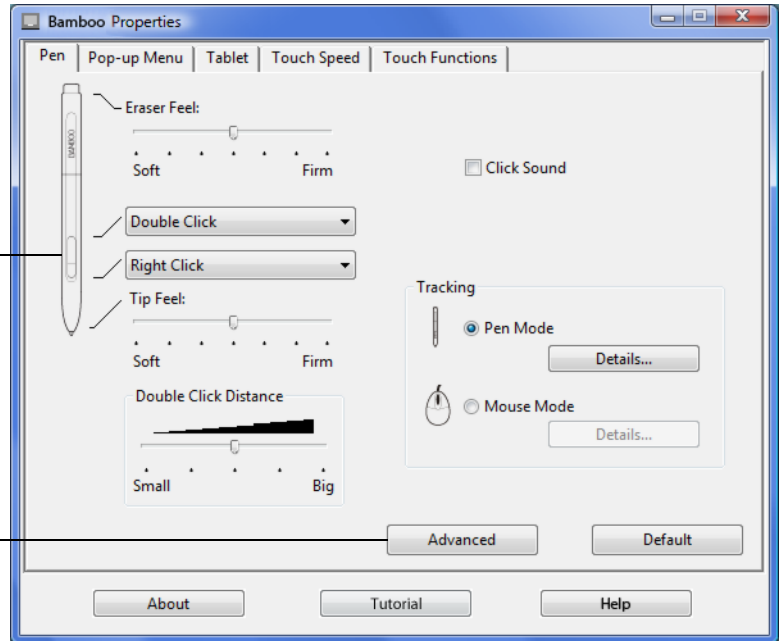 Bamboo Properties
Pen Pop-up Menu Tablet Touch Speed Touch Functions
Eraser Feel:
BAMBOO
Soft Firm
Click Sound
Double Click
Right Click
Tip Feel:
Soft Firm
Double Click Distance
Small Big
Tracking
Pen Mode
Details...
Mouse Mode
Details...
Advanced Default
About Tutorial Help